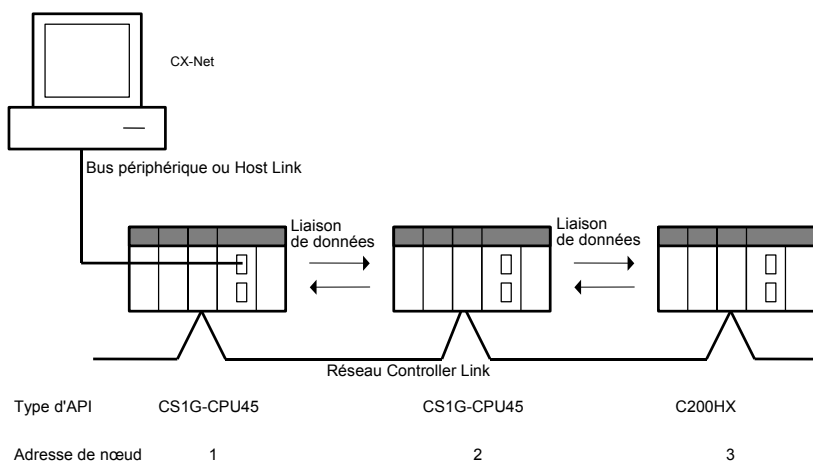 CX-Net
Bus périphérique ou Host Link
Liaison
de données
Liaison
de données
Réseau Controller Link
Type d'API CS1G-CPU45 CS1G-CPU45 C200HX
Adresse de nœud 1 2 3